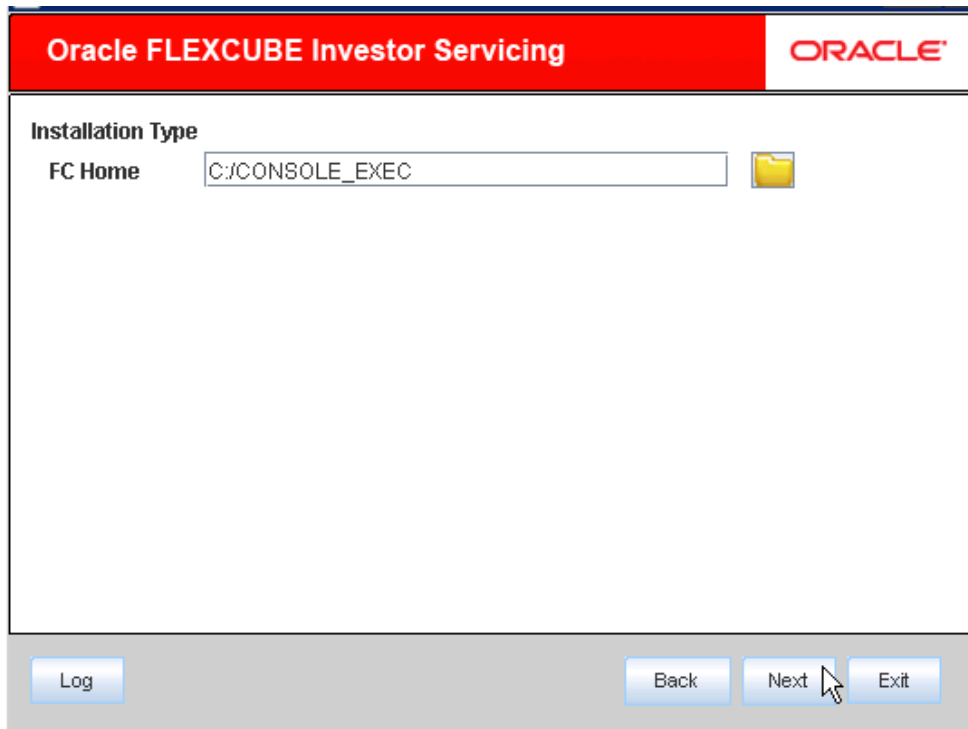 Oracle FLEXCUBE Investor Servicing
ORACLE
Installation Type
FC Home C:/CONSOLE_EXEC
Log Back Next Exit